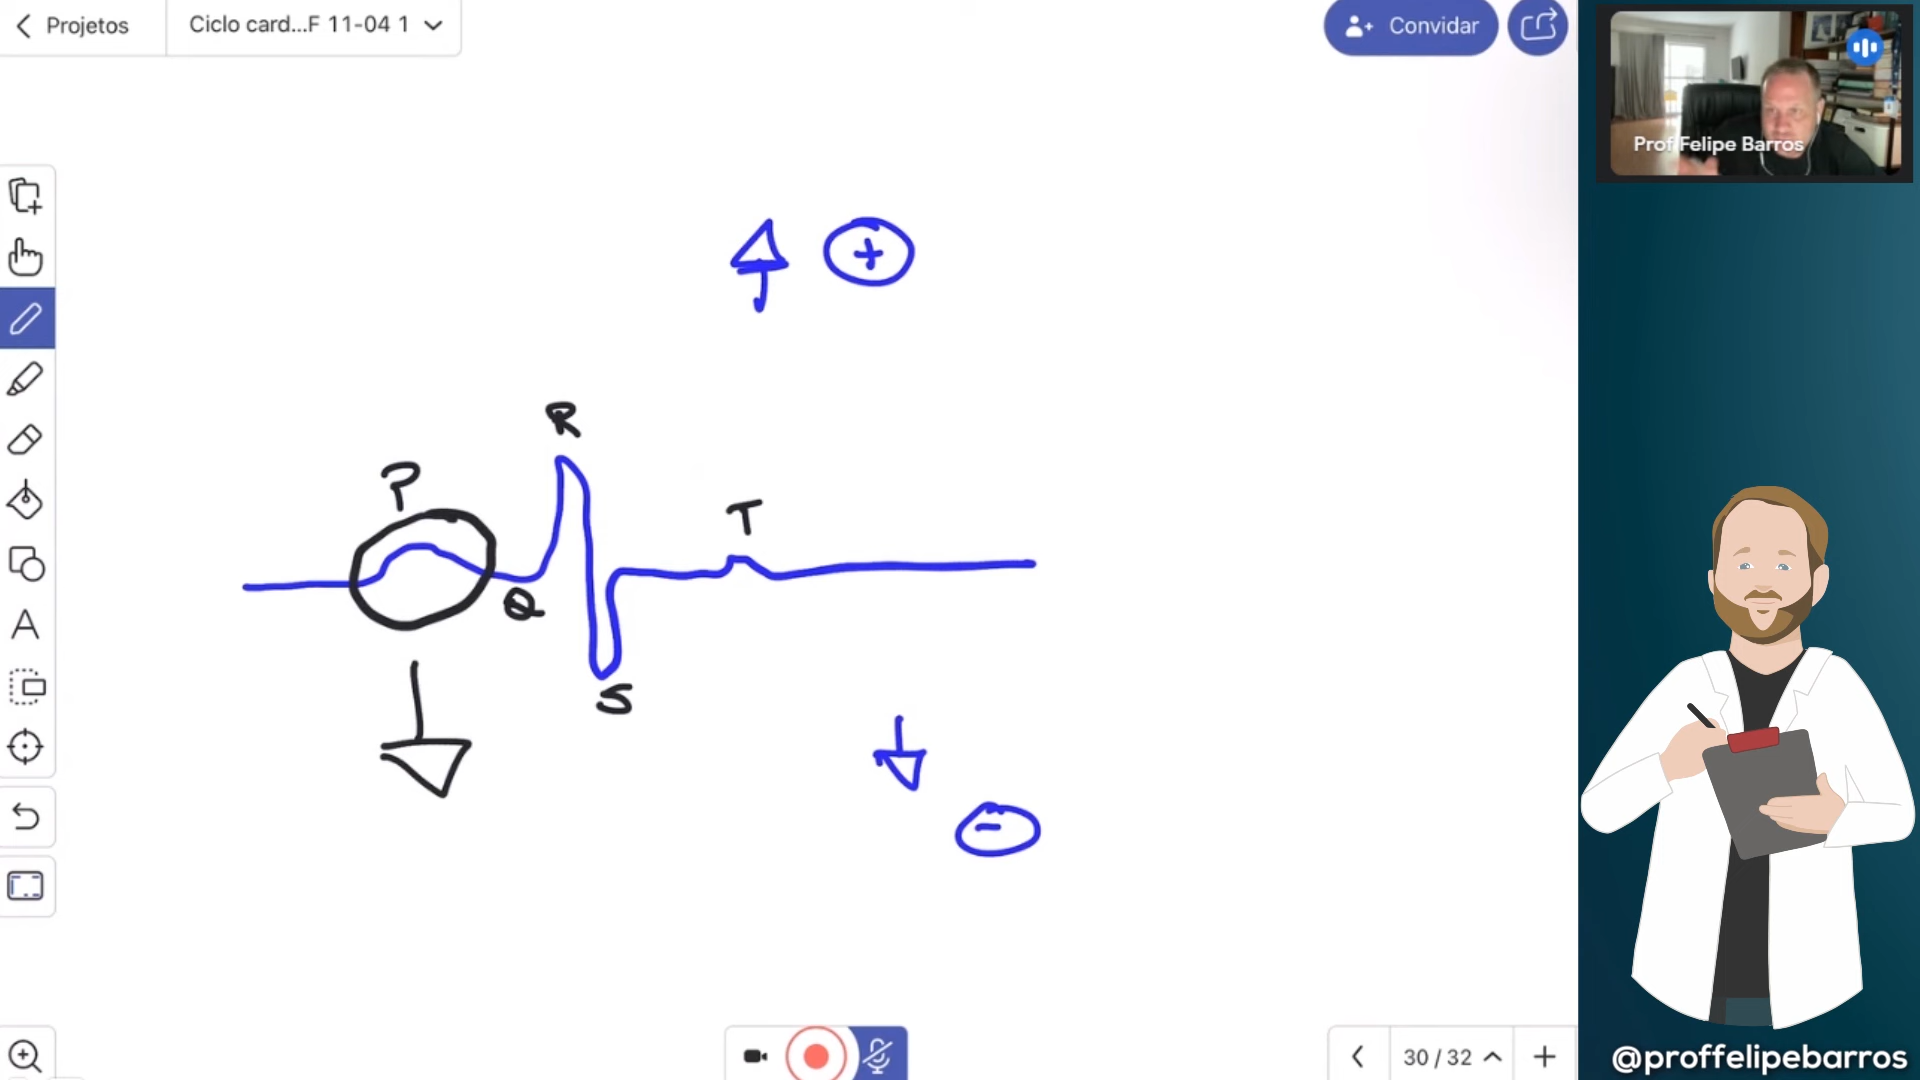 Projetos
Ciclo card...F 11-04 1
Convidar
Prof Felipe Barros
+
R
P
T
Q
S
-
A
30 / 32
@proffelipebarros